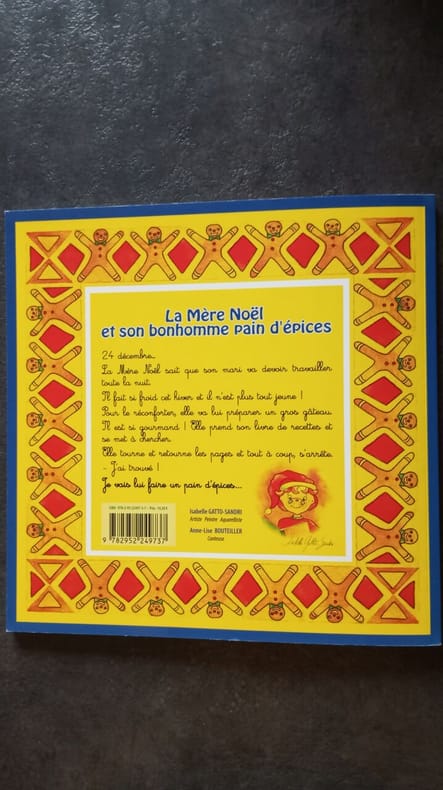 La Mère Noël
et son bonhomme pain d'épices
24 décembre...
La Mère Noël sait que son mari va devoir travailler
toute la nuit.
Il fait si froid cet hiver et il n'est plus tout jeune !
Pour le réconforter, elle va lui préparer un gros gâteau.
Il est si gourmand ! Elle prend son livre de recettes et
se met à chercher.
Elle tourne et retourne les pages et tout à coup, s'arrête.
- J'ai trouvé !
Je vais lui faire un pain d'épices...
Isabelle GATTO-SANDRI
Artiste Peintre Aquarelliste
Anne-Lise BOUTEILLER
Conteuse
9 782952 249737